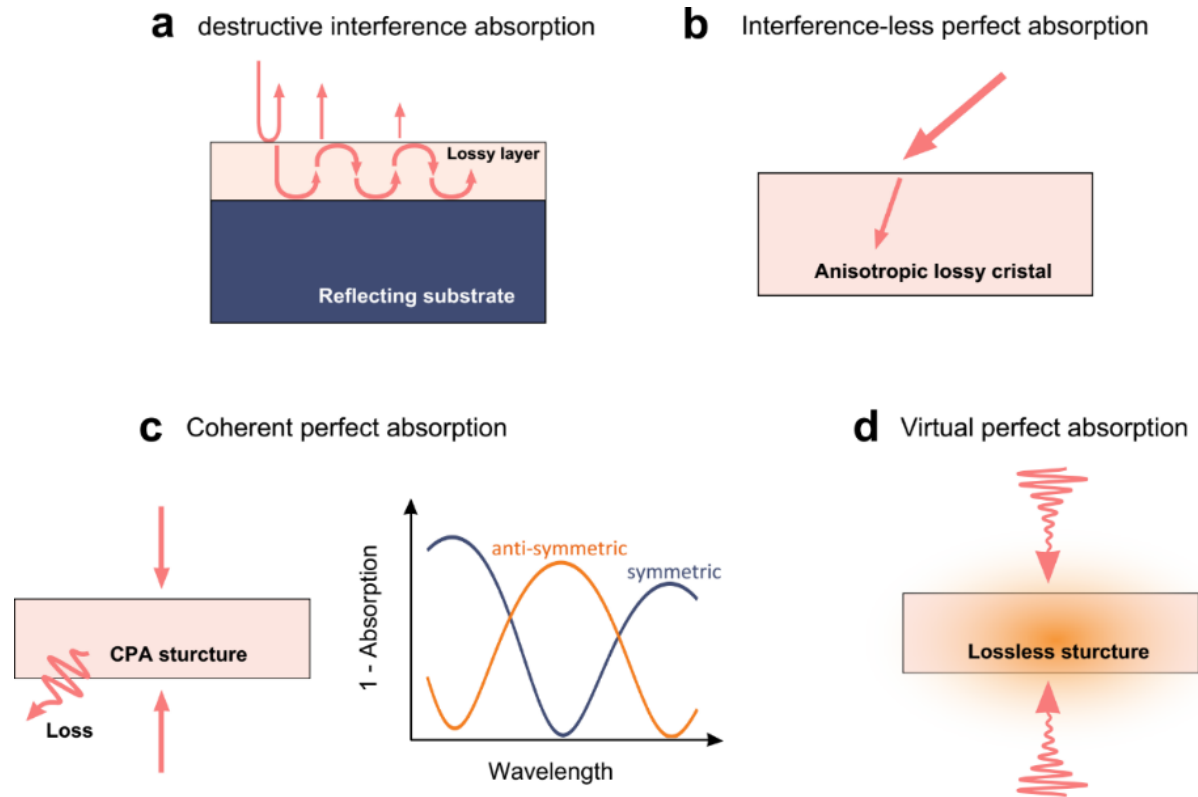 a destructive interference absorption
Lossy layer
Reflecting substrate
b Interference-less perfect absorption
Anisotropic lossy cristal
c Coherent perfect absorption
CPA sturcture
Loss
1 - Absorption
anti-symmetric
symmetric
Wavelength
d Virtual perfect absorption
Lossless sturcture